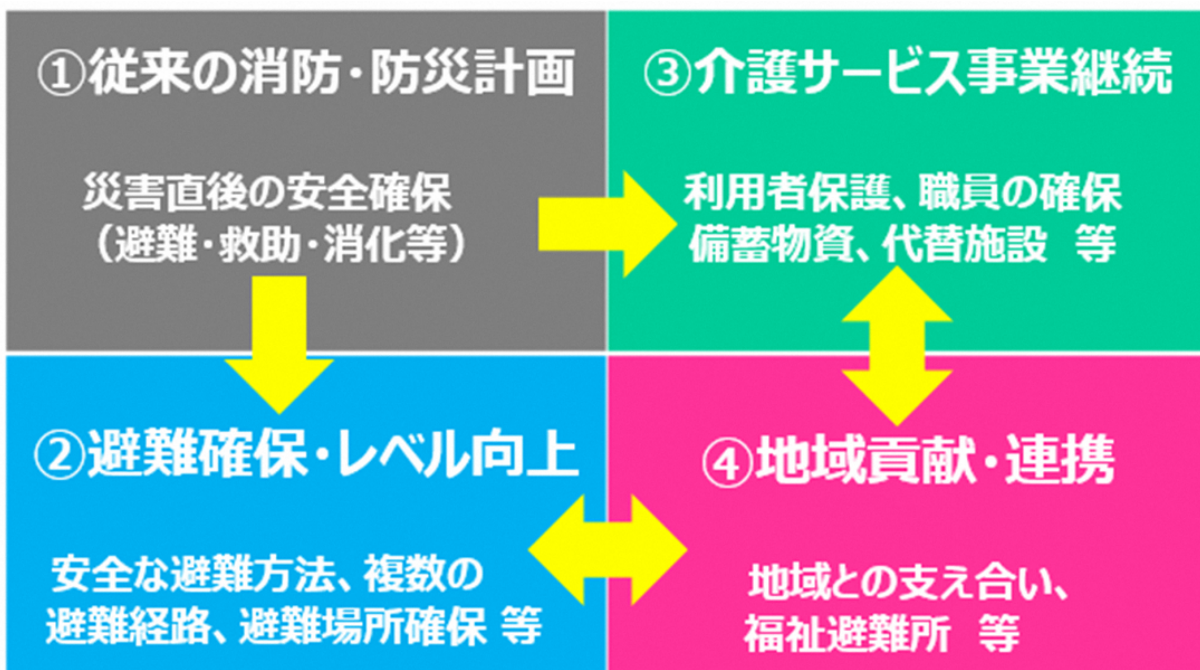 ①従来の消防・防災計画
災害直後の安全確保
（避難・救助・消化等）
②避難確保・レベル向上
安全な避難方法、複数の
避難経路、避難場所確保 等
③介護サービス事業継続
利用者保護、職員の確保
備蓄物資、代替施設 等
④地域貢献・連携
地域との支え合い、
福祉避難所 等